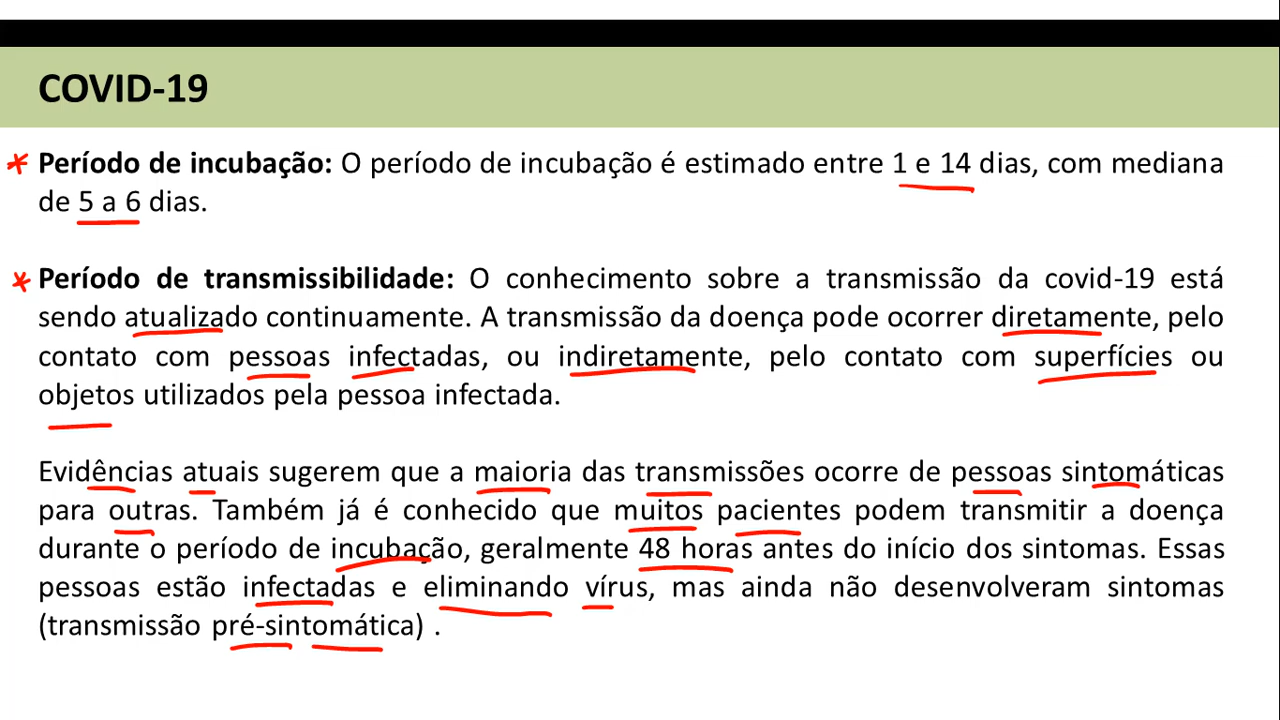 COVID-19
Período de incubação: O período de incubação é estimado entre 1 e 14 dias, com mediana
de 5 a 6 dias.
Período de transmissibilidade: O conhecimento sobre a transmissão da covid-19 está
sendo atualizado continuamente. A transmissão da doença pode ocorrer diretamente, pelo
contato com pessoas infectadas, ou indiretamente, pelo contato com superfícies ou
objetos utilizados pela pessoa infectada.
Evidências atuais sugerem que a maioria das transmissões ocorre de pessoas sintomáticas
para outras. Também já é conhecido que muitos pacientes podem transmitir a doença
durante o período de incubação, geralmente 48 horas antes do início dos sintomas. Essas
pessoas estão infectadas e eliminando vírus, mas ainda não desenvolveram sintomas
(transmissão pré-sintomática) .